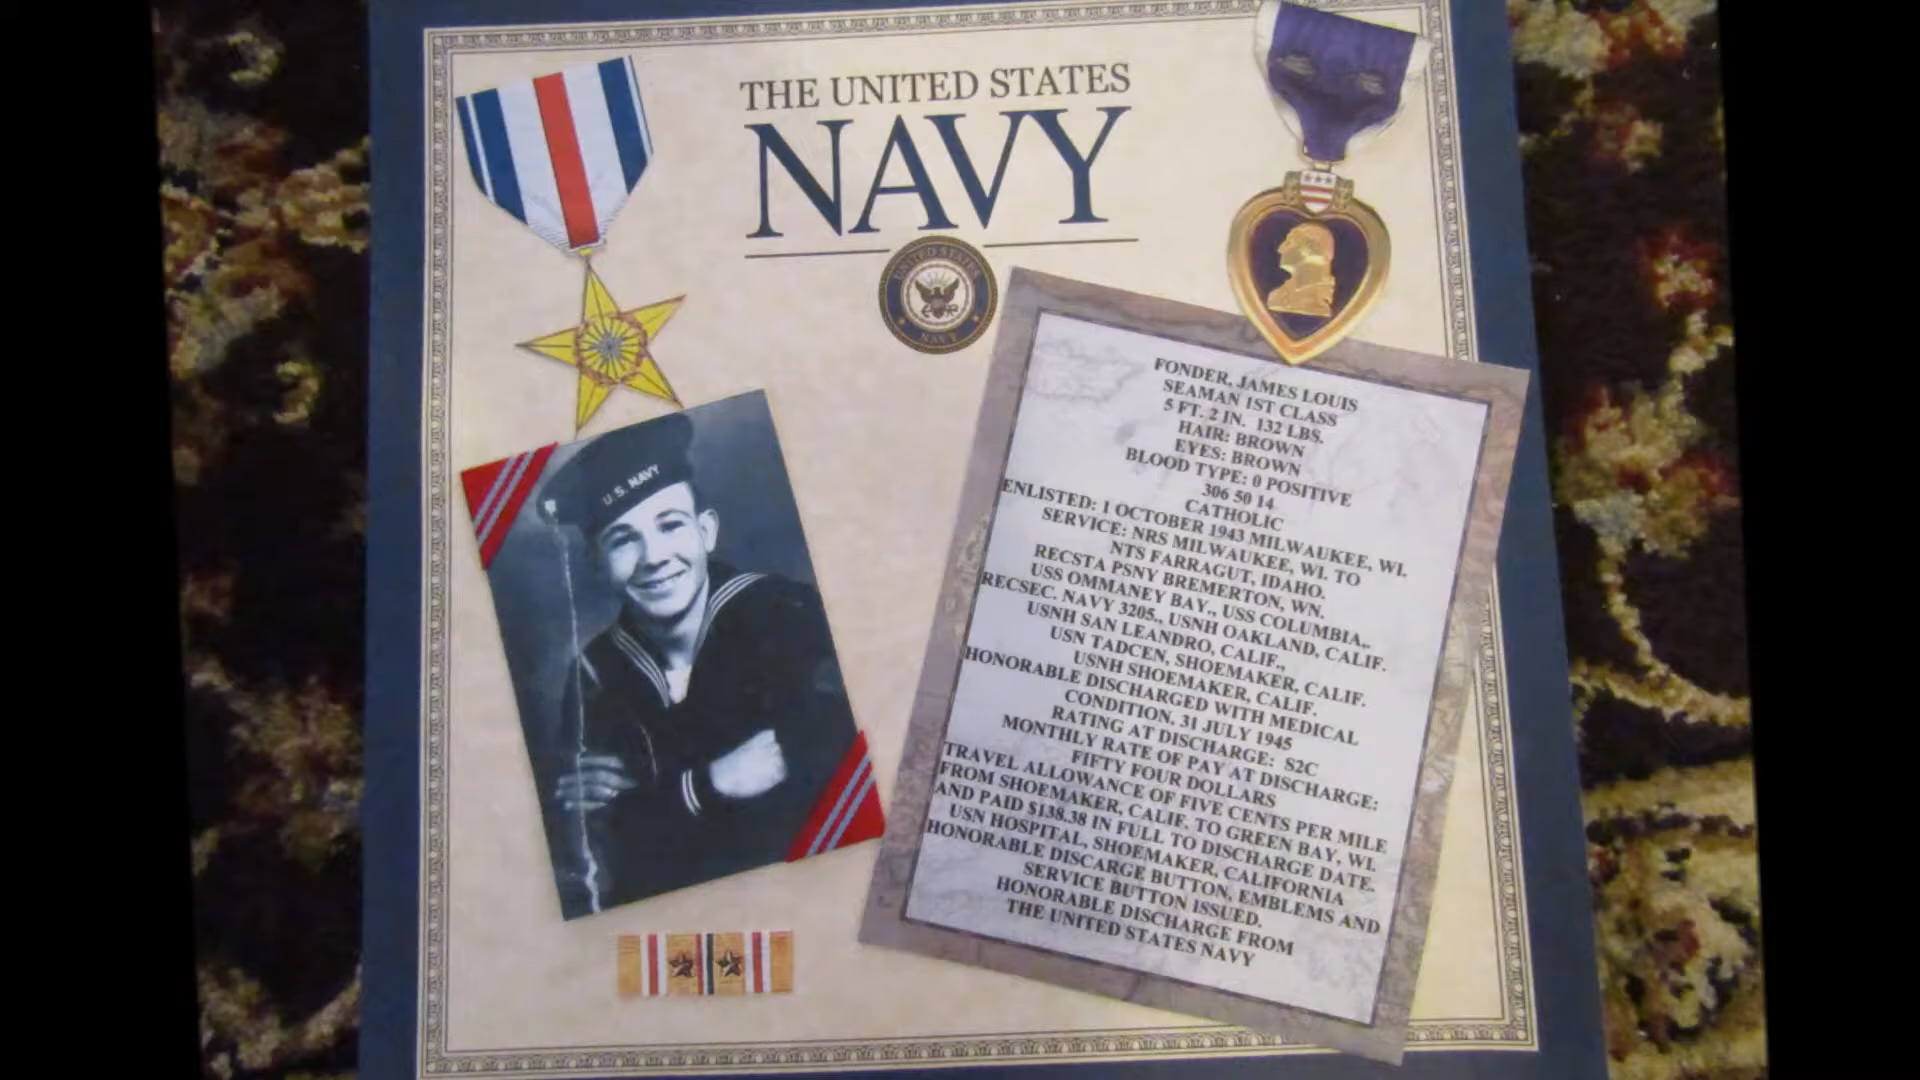 THE UNITED STATES
NAVY
UNITED STATES
NAVY
U.S. NAVY
FONDER, JAMES LOUIS
SEAMAN 1ST CLASS
5 FT. 2 IN. 132 LBS.
HAIR: BROWN
EYES: BROWN
BLOOD TYPE: 0 POSITIVE
306 50 14
CATHOLIC
ENLISTED: 1 OCTOBER 1943 MILWAUKEE, WI.
SERVICE: NRS MILWAUKEE, WI. TO
NTS FARRAGUT, IDAHO.
RECSTA PSNY BREMERTON, WN.
USS OMMANEY BAY., USS COLUMBIA,.
RECSEC. NAVY 3205., USNH OAKLAND, CALIF.
USNH SAN LEANDRO, CALIF.,
USN TADCEN, SHOEMAKER, CALIF.
USNH SHOEMAKER, CALIF.
HONORABLE DISCHARGED WITH MEDICAL
CONDITION. 31 JULY 1945
RATING AT DISCHARGE: S2C
MONTHLY RATE OF PAY AT DISCHARGE:
FIFTY FOUR DOLLARS
TRAVEL ALLOWANCE OF FIVE CENTS PER MILE
FROM SHOEMAKER, CALIF. TO GREEN BAY, WI.
AND PAID $138.38 IN FULL TO DISCHARGE DATE.
USN HOSPITAL, SHOEMAKER, CALIFORNIA
HONORABLE DISCARGE BUTTON, EMBLEMS AND
SERVICE BUTTON ISSUED.
HONORABLE DISCHARGE FROM
THE UNITED STATES NAVY